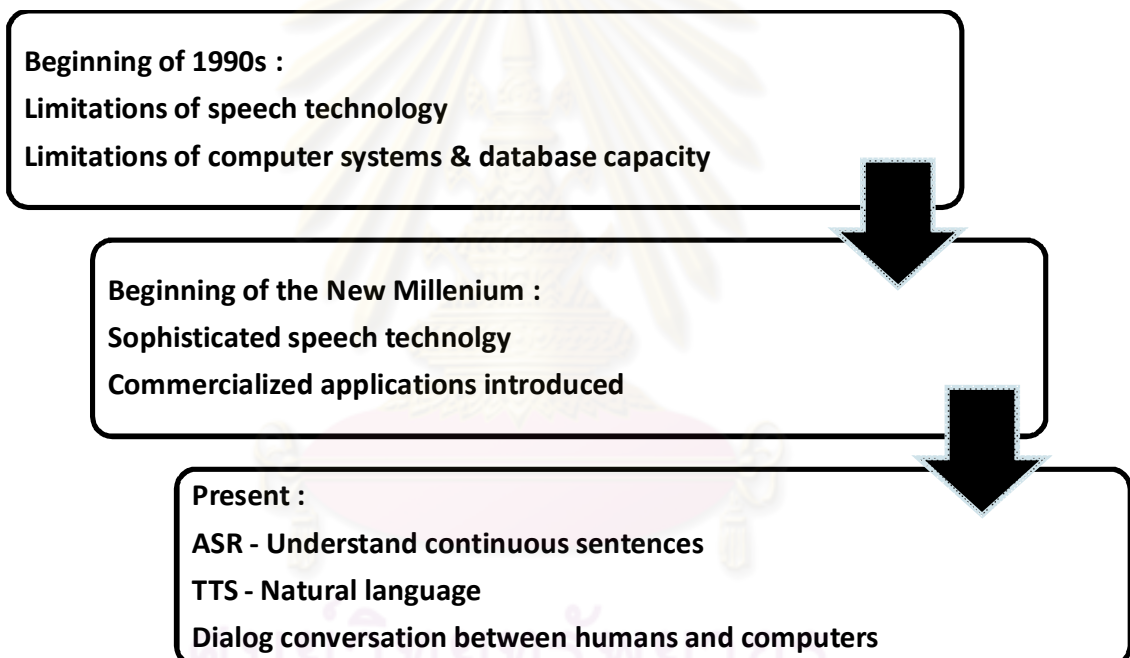 Beginning of 1990s :
Limitations of speech technology
Limitations of computer systems & database capacity
Beginning of the New Millenium :
Sophisticated speech technolgy
Commercialized applications introduced
Present :
ASR - Understand continuous sentences
TTS - Natural language
Dialog conversation between humans and computers